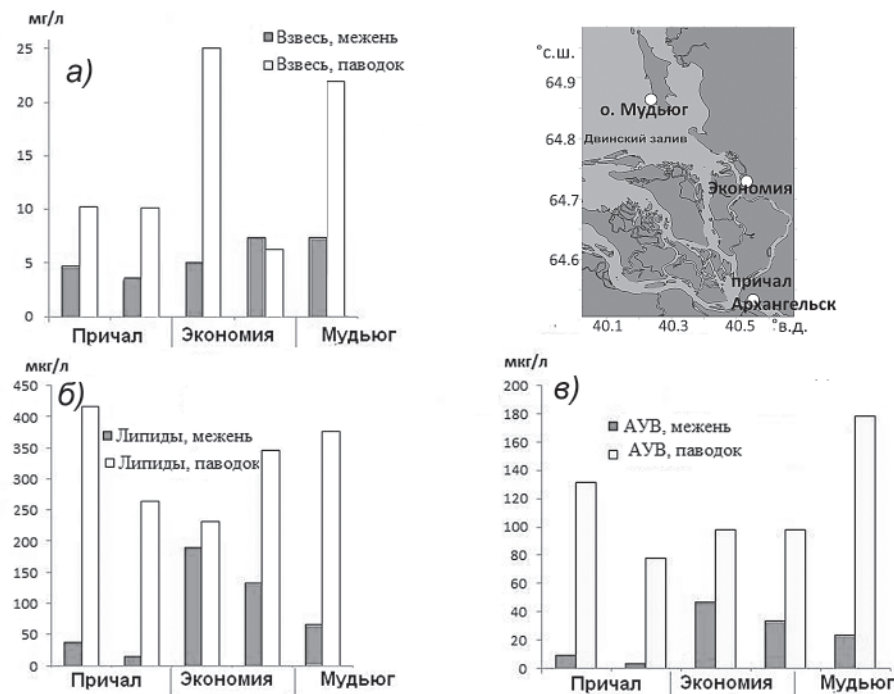 мг/л
а)
Взвесь, межень
Взвесь, паводок
25
20
15
10
5
0
Причал
Экономия
Мудьюг
°с.ш.
64.9
64.8
64.7
64.6
о. Мудьюг
Двинский залив
Экономия
причал
Архангельск
40.1
40.3
40.5
°в.д.
мкг/л
б)
Липиды, межень
Липиды, паводок
450
400
350
300
250
200
150
100
50
0
Причал
Экономия
Мудьюг
мкг/л
в)
АУВ, межень
АУВ, паводок
200
180
160
140
120
100
80
60
40
20
0
Причал
Экономия
Мудьюг